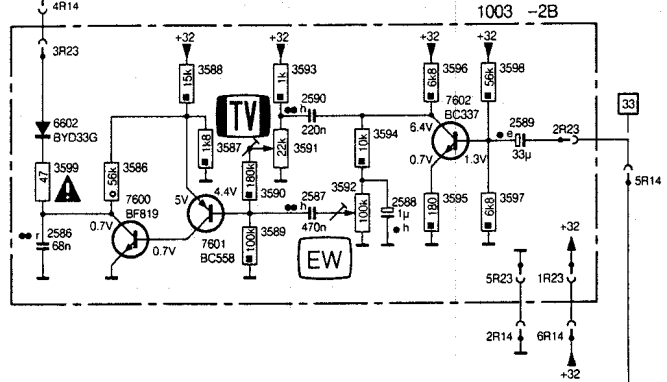 4R14
1003 -2B
3R23
+32
+32
+32
+32
3588
3593
3596
3598
15k
1k
6k8
56k
6602
BYD33G
TV
2590
h
220n
7602
BC337
2589
e
33µ
2R23
33
6.4V
3594
10k
1k8
3587
22k
3591
3599
47
3586
56k
0.7V
1.3V
5R14
180k
3590
4.4V
7600
BF819
5V
2587
h
470n
3592
100k
2588
1µ
h
180
3595
6k8
3597
r
2586
68n
0.7V
0.7V
7601
BC558
100k
3589
EW
+32
5R23
1R23
2R14
6R14
+32